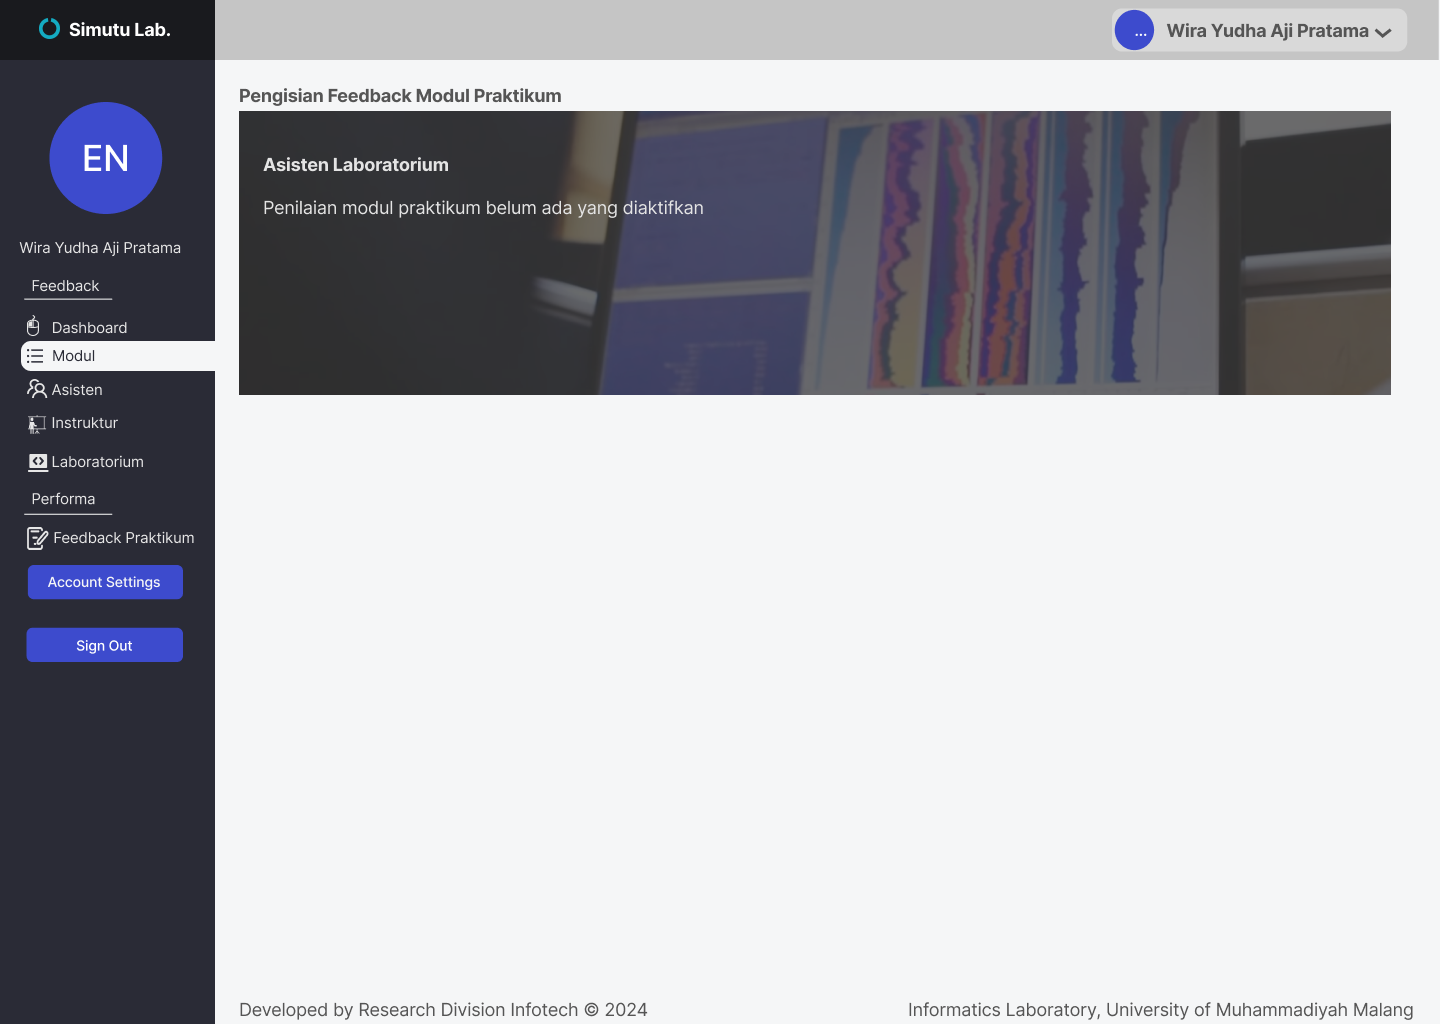 Simutu Lab.
... Wira Yudha Aji Pratama
EN
Wira Yudha Aji Pratama
Feedback
Dashboard
Modul
Asisten
Instruktur
Laboratorium
Performa
Feedback Praktikum
Account Settings
Sign Out
Pengisian Feedback Modul Praktikum
Asisten Laboratorium
Penilaian modul praktikum belum ada yang diaktifkan
Developed by Research Division Infotech © 2024
Informatics Laboratory, University of Muhammadiyah Malang